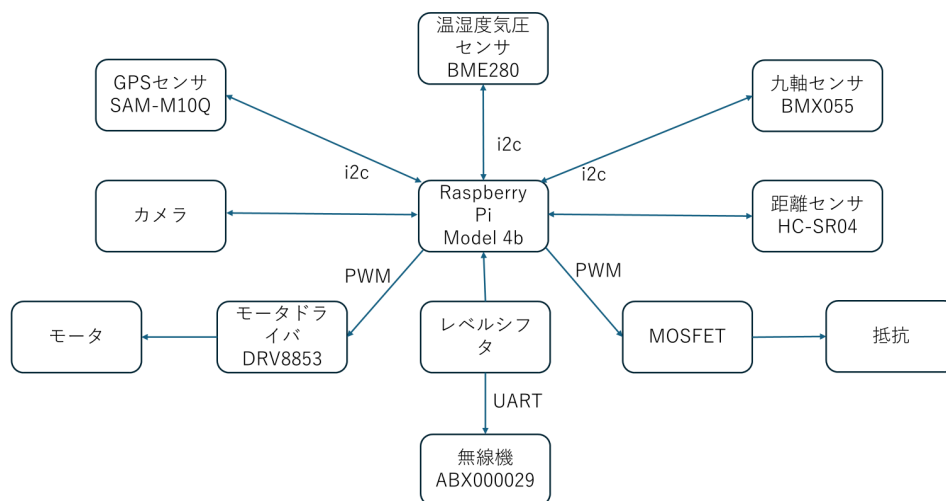 温湿度気圧
センサ
BME280
GPSセンサ
SAM-M10Q
九軸センサ
BMX055
i2c
i2c
i2c
カメラ
Raspberry
Pi
Model 4b
距離センサ
HC-SR04
PWM
PWM
モータ
モータドラ
イバ
DRV8853
レベルシフ
タ
MOSFET
抵抗
UART
無線機
ABX000029